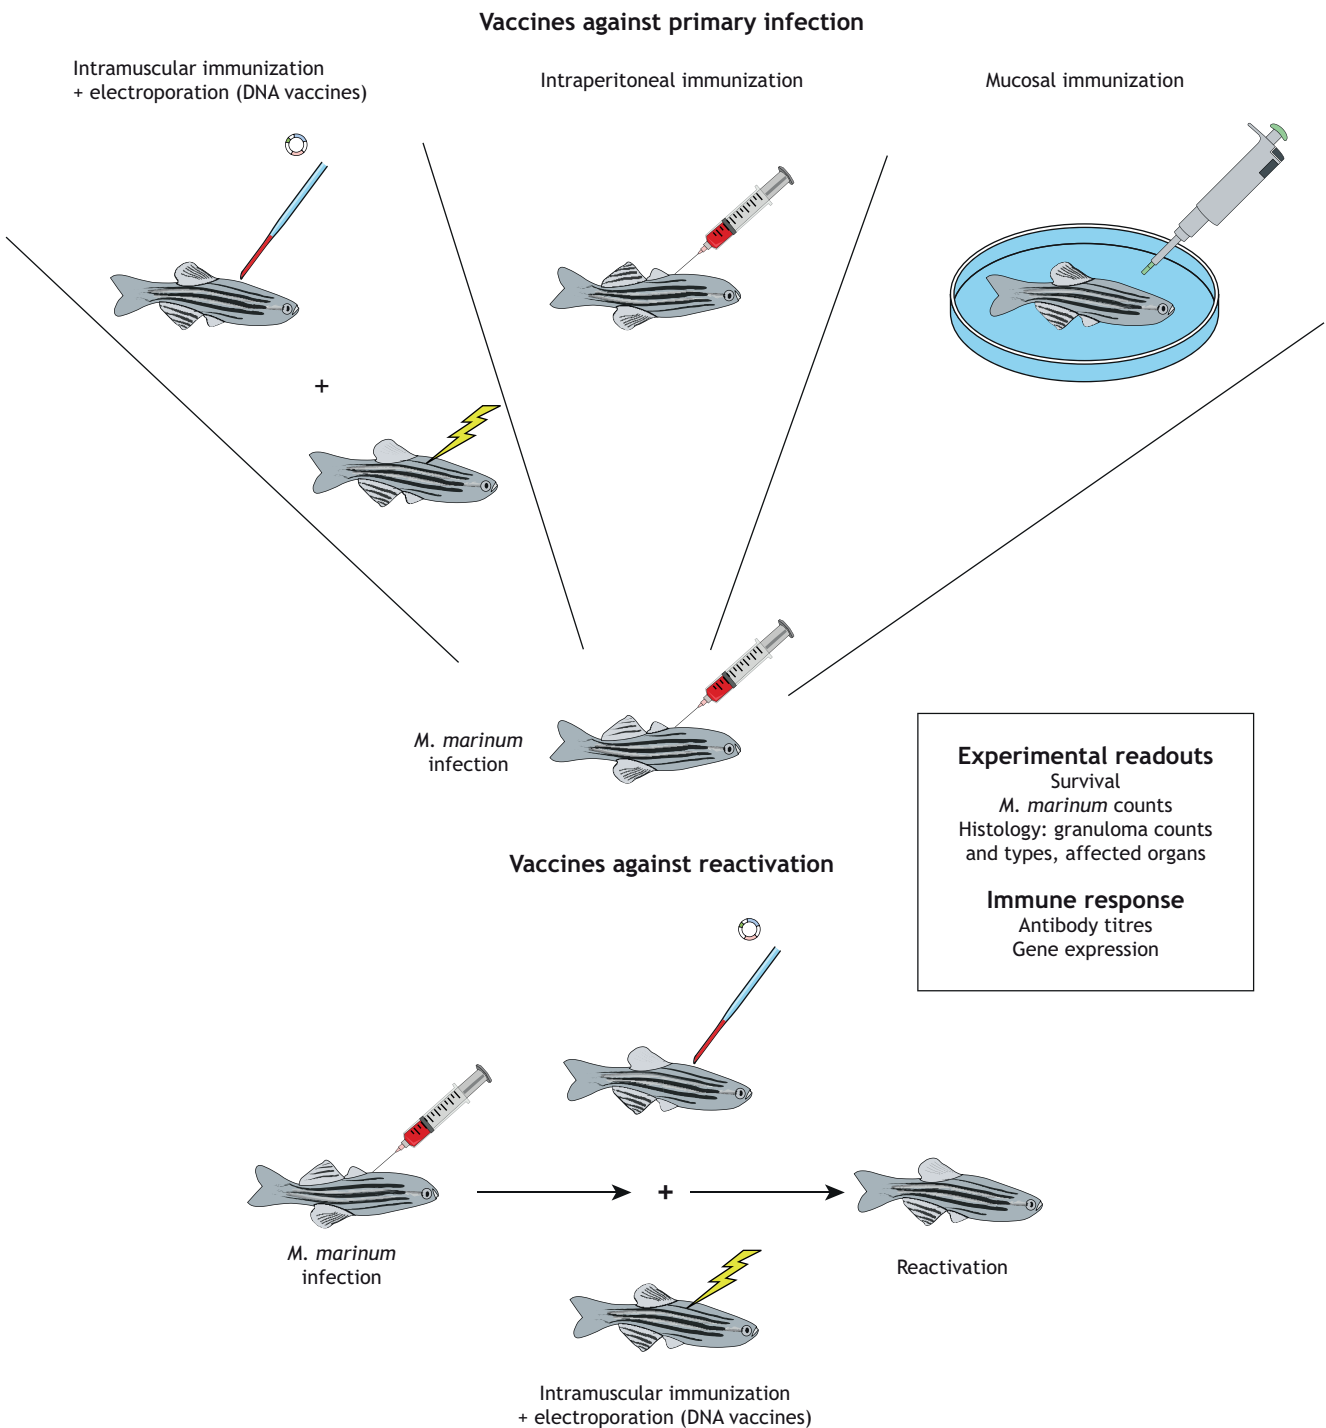 Vaccines against primary infection
Intramuscular immunization
+ electroporation (DNA vaccines)
Intraperitoneal immunization
Mucosal immunization
+
M. marinum
infection
Experimental readouts
Survival
M. marinum counts
Histology: granuloma counts
and types, affected organs
Immune response
Antibody titres
Gene expression
Vaccines against reactivation
M. marinum
infection
+
Reactivation
Intramuscular immunization
+ electroporation (DNA vaccines)